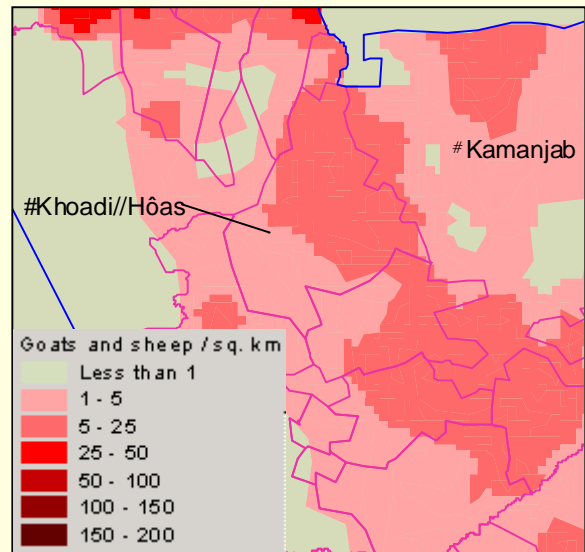 # Kamanjab
#Khoadi//Hôas
Goats and sheep / sq. km
Less than 1
1 - 5
5 - 25
25 - 50
50 - 100
100 - 150
150 - 200